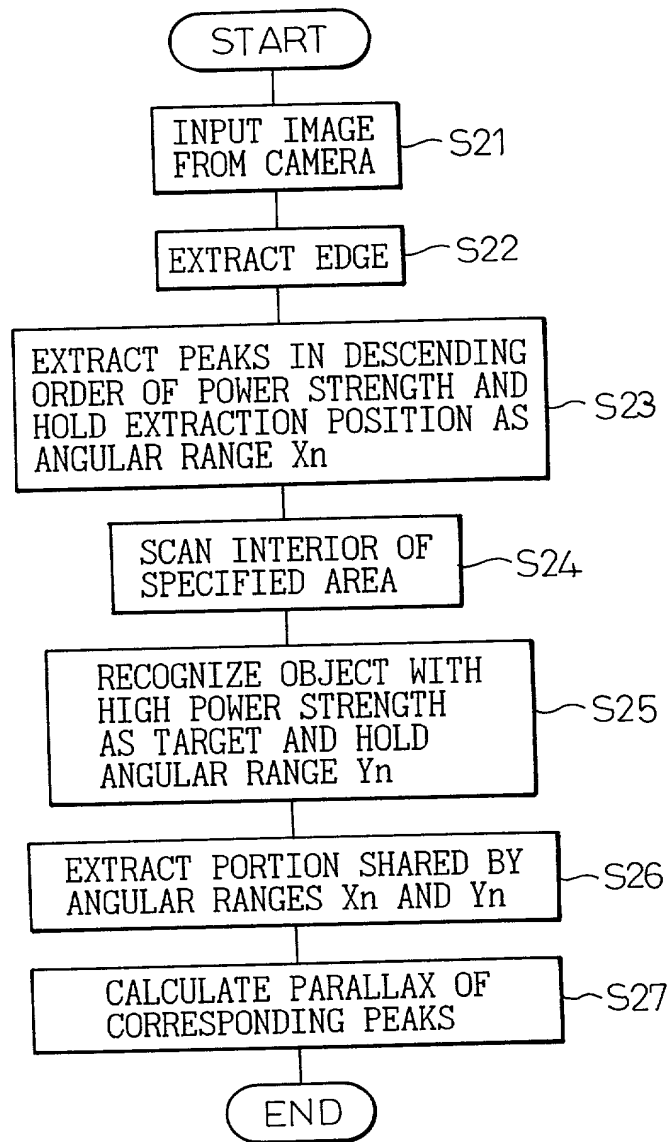 START
INPUT IMAGE
FROM CAMERA
S21
EXTRACT EDGE
S22
EXTRACT PEAKS IN DESCENDING
ORDER OF POWER STRENGTH AND
HOLD EXTRACTION POSITION AS
ANGULAR RANGE Xn
S23
SCAN INTERIOR OF
SPECIFIED AREA
S24
RECOGNIZE OBJECT WITH
HIGH POWER STRENGTH
AS TARGET AND HOLD
ANGULAR RANGE Yn
S25
EXTRACT PORTION SHARED BY
ANGULAR RANGES Xn AND Yn
S26
CALCULATE PARALLAX OF
CORRESPONDING PEAKS
S27
END